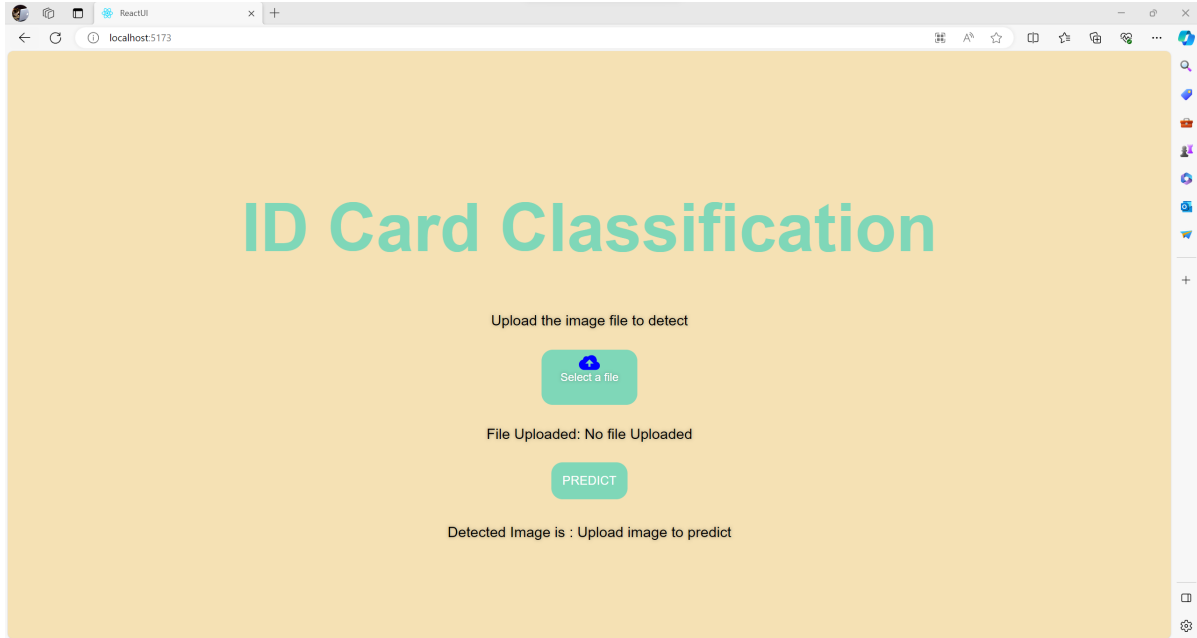 ReactUI
localhost:5173
ID Card Classification
Upload the image file to detect
Select a file
File Uploaded: No file Uploaded
PREDICT
Detected Image is : Upload image to predict